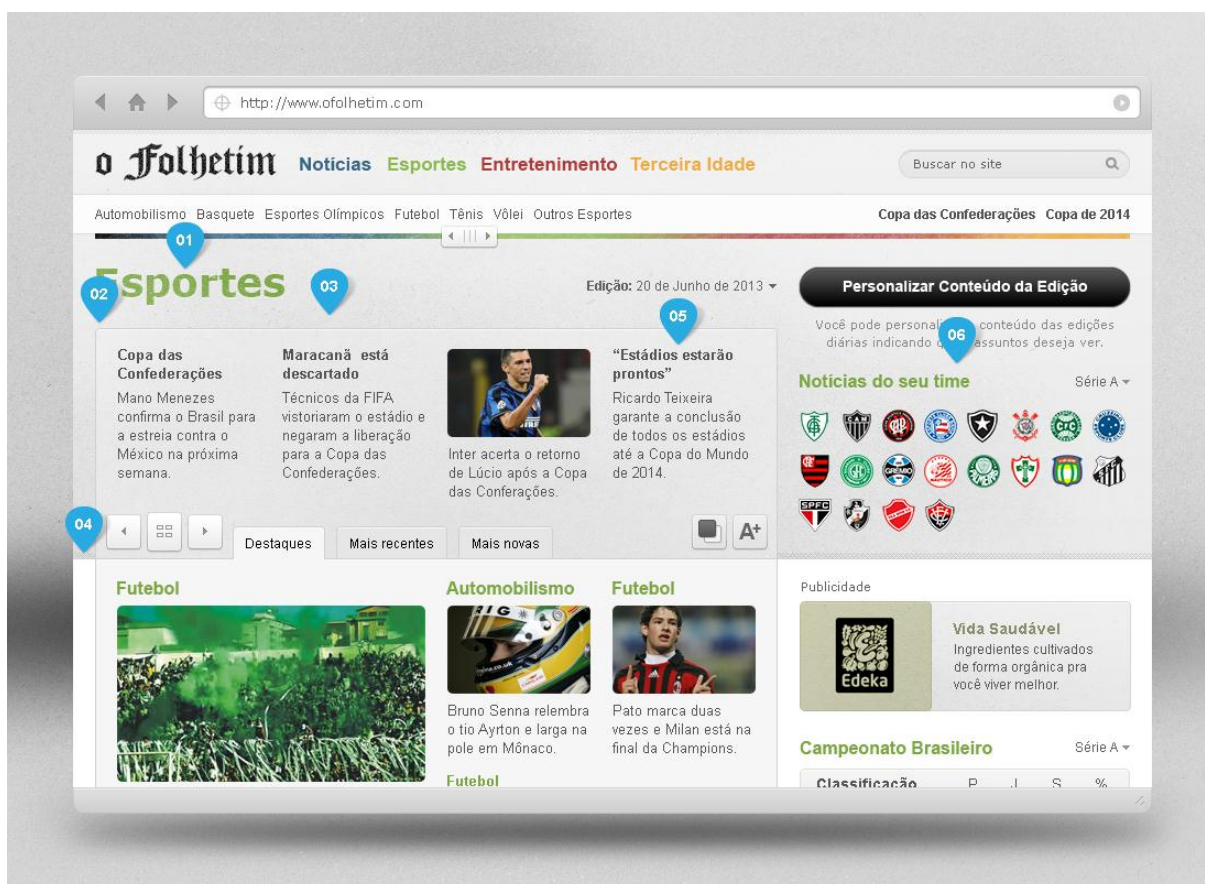 http://www.ofolhetim.com
o Folhetim
Notícias Esportes Entretenimento Terceira Idade
Buscar no site
Automobilismo Basquete Esportes Olímpicos Futebol Tênis Vôlei Outros Esportes
Copa das Confederações Copa de 2014
01
02
Esportes
03
Edição: 20 de Junho de 2013
Personalizar Conteúdo da Edição
05
Você pode personal conteúdo das edições
diárias indicando assuntos deseja ver.
06
Copa das
Confederações
Mano Menezes
confirma o Brasil para
a estreia contra o
México na próxima
semana.
Maracanã está
descartado
Técnicos da FIFA
vistoriaram o estádio e
negaram a liberação
para a Copa das
Confederações.
Inter acerta o retorno
de Lúcio após a Copa
das Conferações.
“Estádios estarão
prontos”
Ricardo Teixeira
garante a conclusão
de todos os estádios
até a Copa do Mundo
de 2014.
Notícias do seu time
Série A
GRÊMIO
PALMEIRAS
SPFC
04
Destaques
Mais recentes
Mais novas
A+
Futebol
Automobilismo
Bruno Senna relembra
o tio Ayrton e larga na
pole em Mônaco.
Futebol
Futebol
Pato marca duas
vezes e Milan está na
final da Champions.
Publicidade
Edeka
Vida Saudável
Ingredientes cultivados
de forma orgânica pra
você viver melhor.
Campeonato Brasileiro
Série A
Classificação P J S %